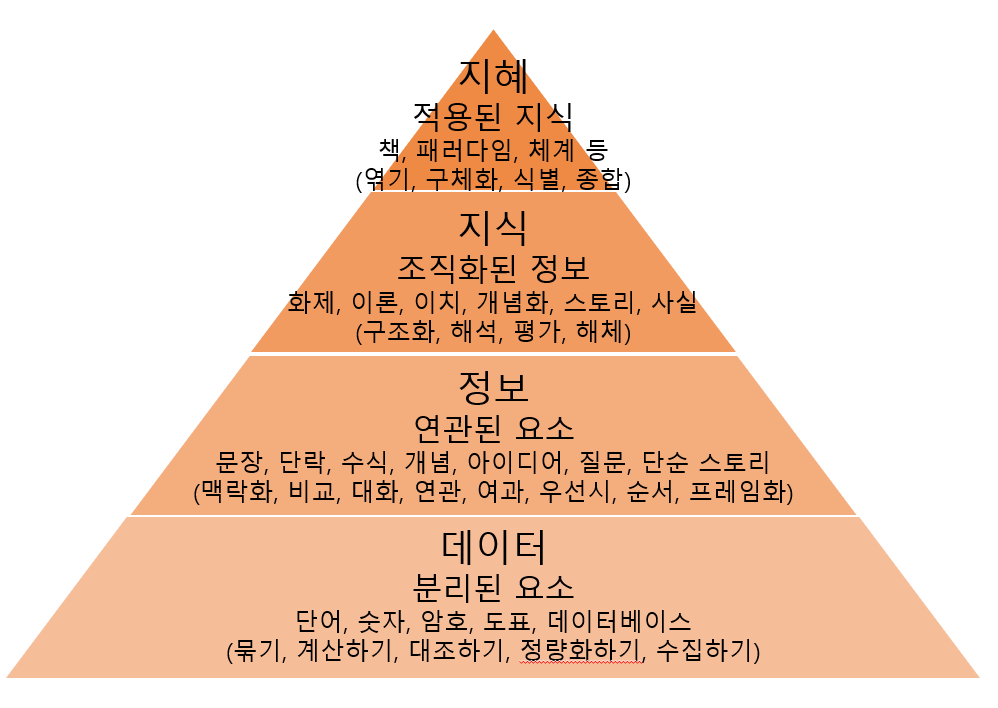 지혜
적용된 지식
책, 패러다임, 체계 등
(엮기, 구체화, 식별, 종합)
지식
조직화된 정보
화제, 이론, 이치, 개념화, 스토리, 사실
(구조화, 해석, 평가, 해체)
정보
연관된 요소
문장, 단락, 수식, 개념, 아이디어, 질문, 단순 스토리
(맥락화, 비교, 대화, 연관, 여과, 우선시, 순서, 프레임화)
데이터
분리된 요소
단어, 숫자, 암호, 도표, 데이터베이스
(묶기, 계산하기, 대조하기, 정량화하기, 수집하기)